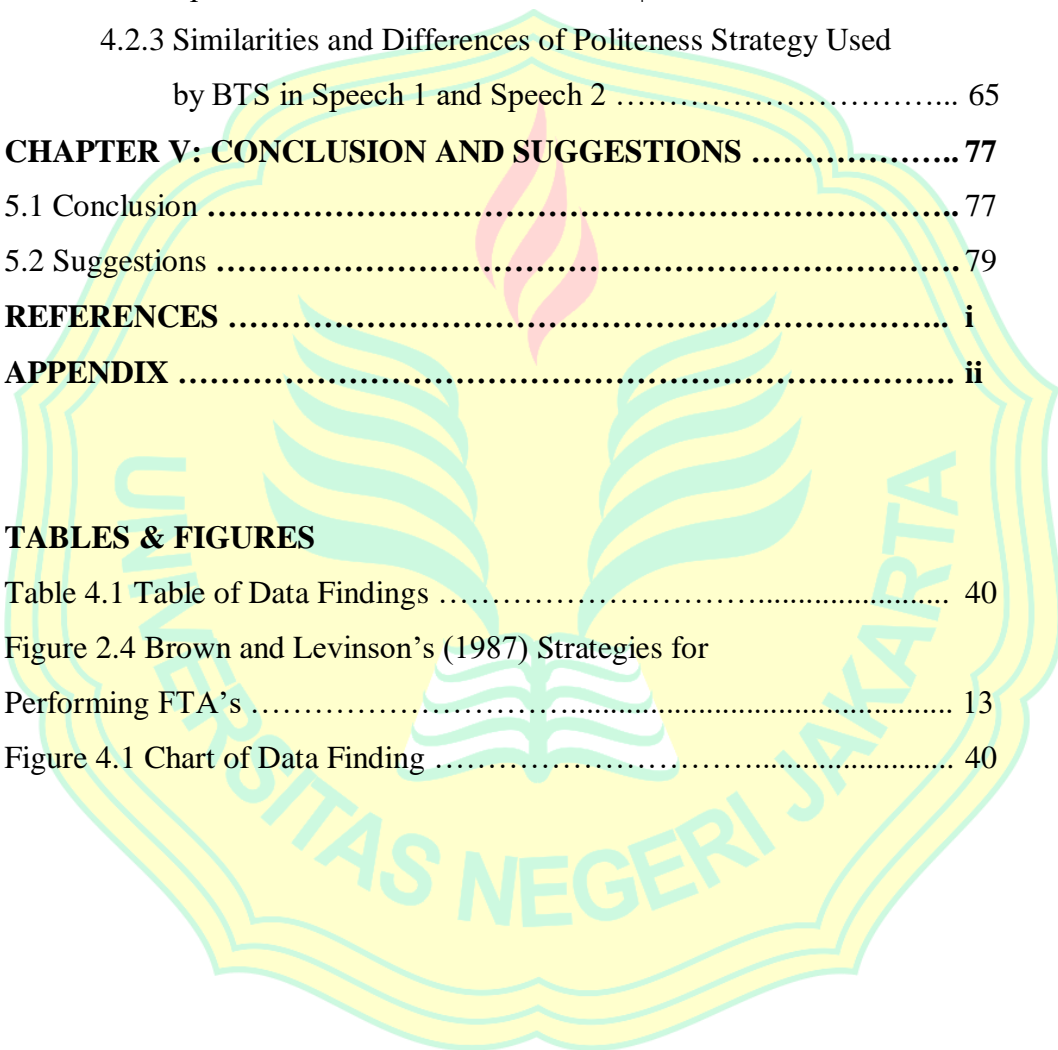 4.2.3 Similarities and Differences of Politeness Strategy Used
by BTS in Speech 1 and Speech 2 …………………………... 65
CHAPTER V: CONCLUSION AND SUGGESTIONS ……………….. 77
5.1 Conclusion ……………………………………………………….. 77
5.2 Suggestions ………………………………………………………. 79
REFERENCES …………………………………………………….. i
APPENDIX …………………………………………………………. ii
TABLES & FIGURES
Table 4.1 Table of Data Findings ………………………….................... 40
Figure 2.4 Brown and Levinson’s (1987) Strategies for
Performing FTA’s ………………………….......................................... 13
Figure 4.1 Chart of Data Finding …………………………..................... 40
UNIVERSITAS NEGERI JAKARTA